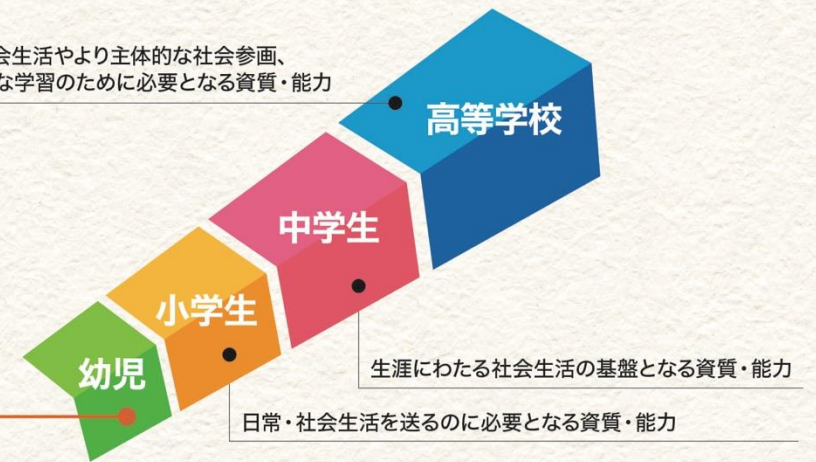 会生活やより主体的な社会参画、
な学習のために必要となる資質・能力
高等学校
中学生
小学生
幼児
生涯にわたる社会生活の基盤となる資質・能力
日常・社会生活を送るのに必要となる資質・能力